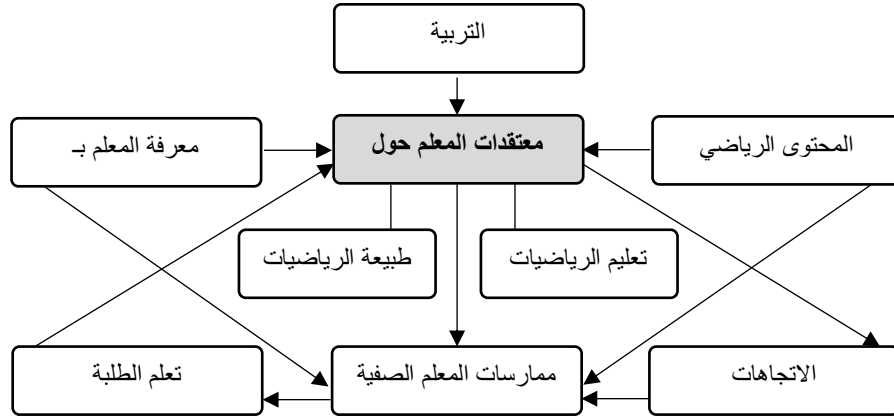 التربية
المحتوى الرياضي
معتقدات المعلم حول
معرفة المعلم بـ
تعليم الرياضيات
طبيعة الرياضيات
الاتجاهات
ممارسات المعلم الصفية
تعلم الطلبة